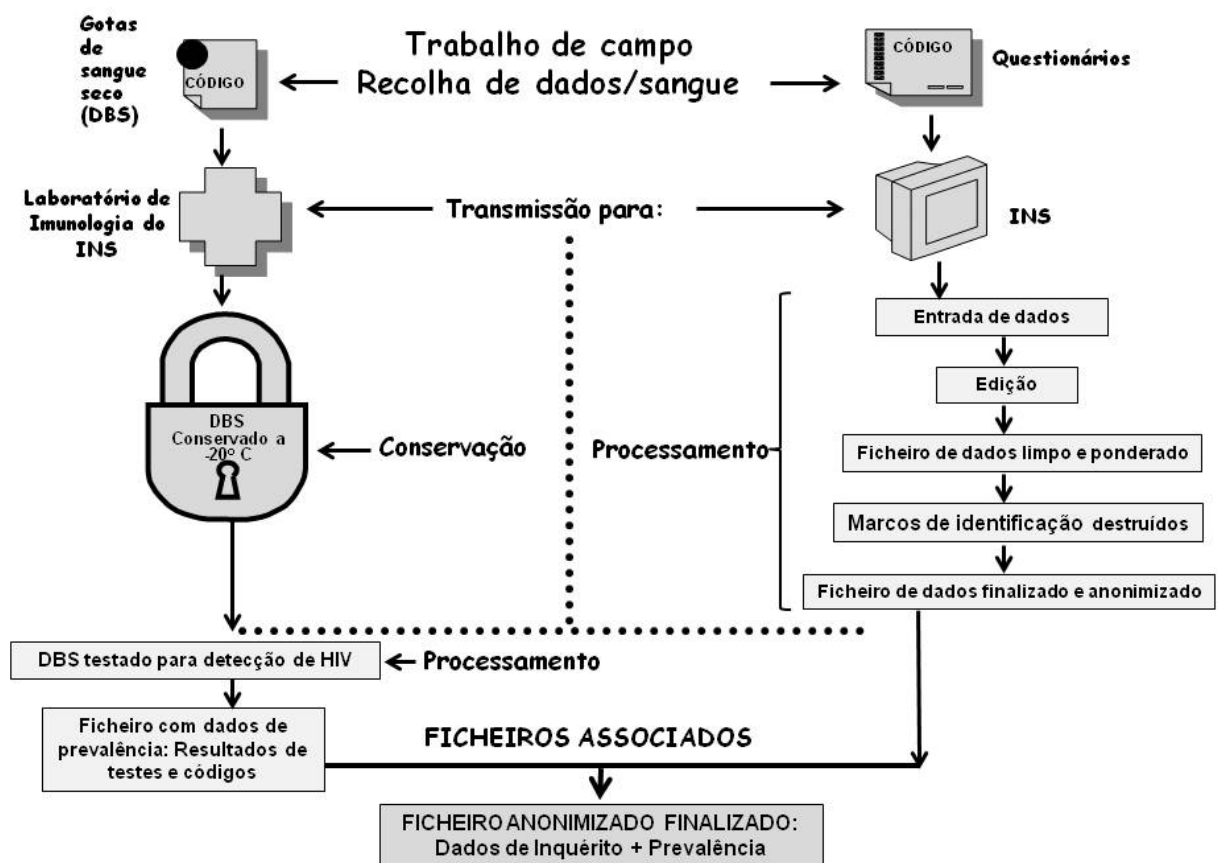 Gotas
de
sangue
seco
(DBS)
CÓDIGO
Trabalho de campo
Recolha de dados/sangue
CÓDIGO
Questionários
Laboratório de
Imunologia do
INS
Transmissão para:
INS
Entrada de dados
Edição
DBS
Conservado a
-20º C
Conservação
Processamento
Ficheiro de dados limpo e ponderado
Marcos de identificação destruídos
Ficheiro de dados finalizado e anonimizado
DBS testado para detecção de HIV
Processamento
Ficheiro com dados de
prevalência: Resultados de
testes e códigos
FICHEIROS ASSOCIADOS
FICHEIRO ANONIMIZADO FINALIZADO:
Dados de Inquérito + Prevalência